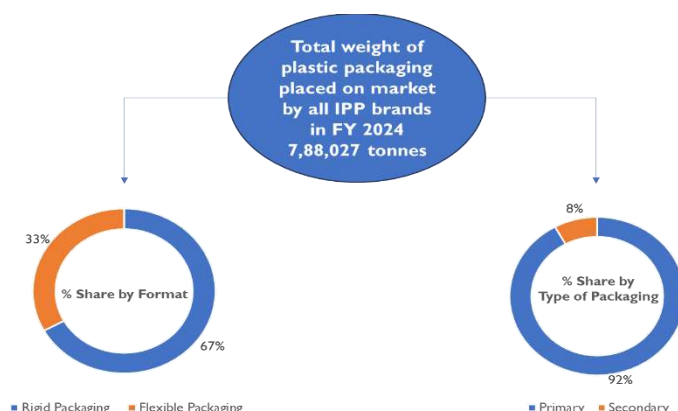 Total weight of
plastic packaging
placed on market
by all IPP brands
in FY 2024
7,88,027 tonnes
33%
% Share by Format
67%
8%
% Share by
Type of Packaging
92%
Rigid Packaging Flexible Packaging
Primary Secondary